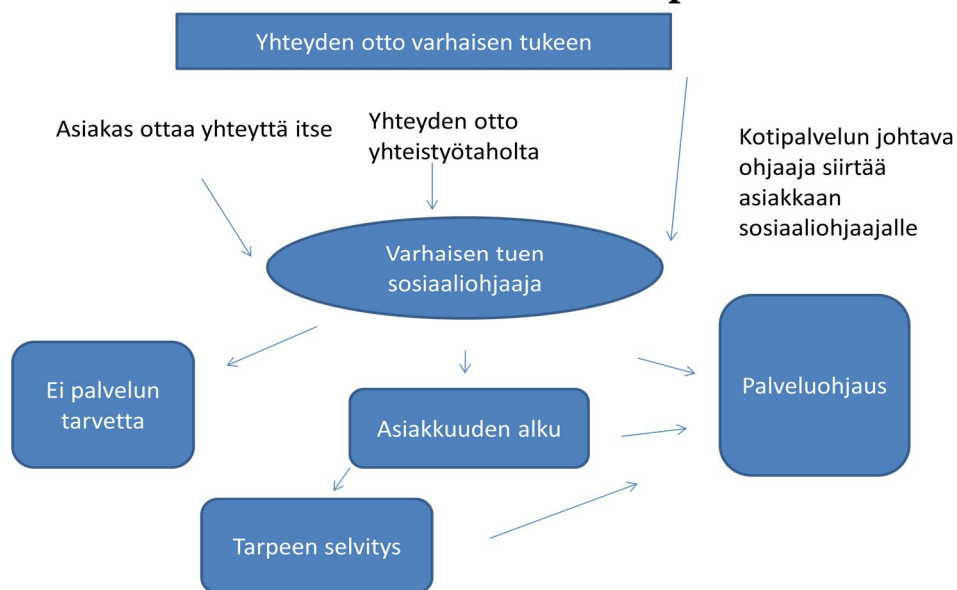 Yhteyden otto varhaisen tukeen
Asiakas ottaa yhteyttä itse
Yhteyden otto
yhteistyötaholta
Kotipalvelun johtava
ohjaaja siirtää
asiakkaan
sosiaaliohjaajalle
Varhaisen tuen
sosiaaliohjaaja
Ei palvelun
tarvetta
Asiakkuuden alku
Palveluohjaus
Tarpeen selvitys